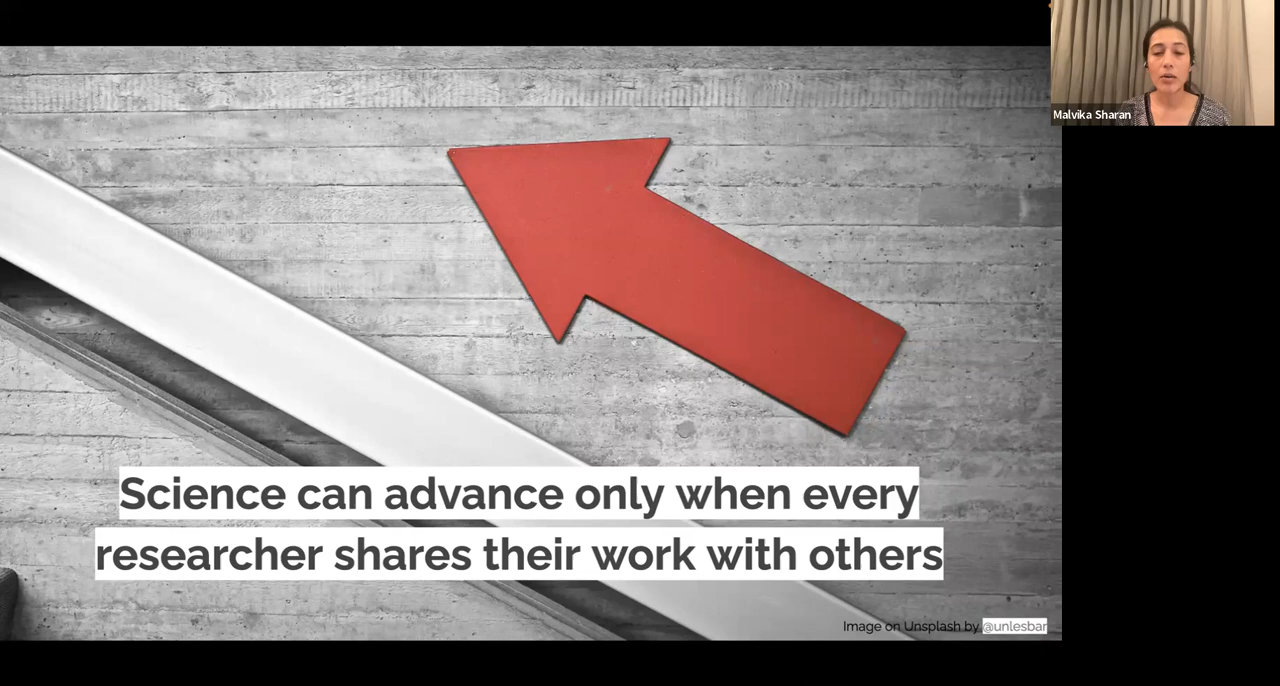 Malvika Sharan
Science can advance only when every
researcher shares their work with others
Image on Unsplash by @unlesbar